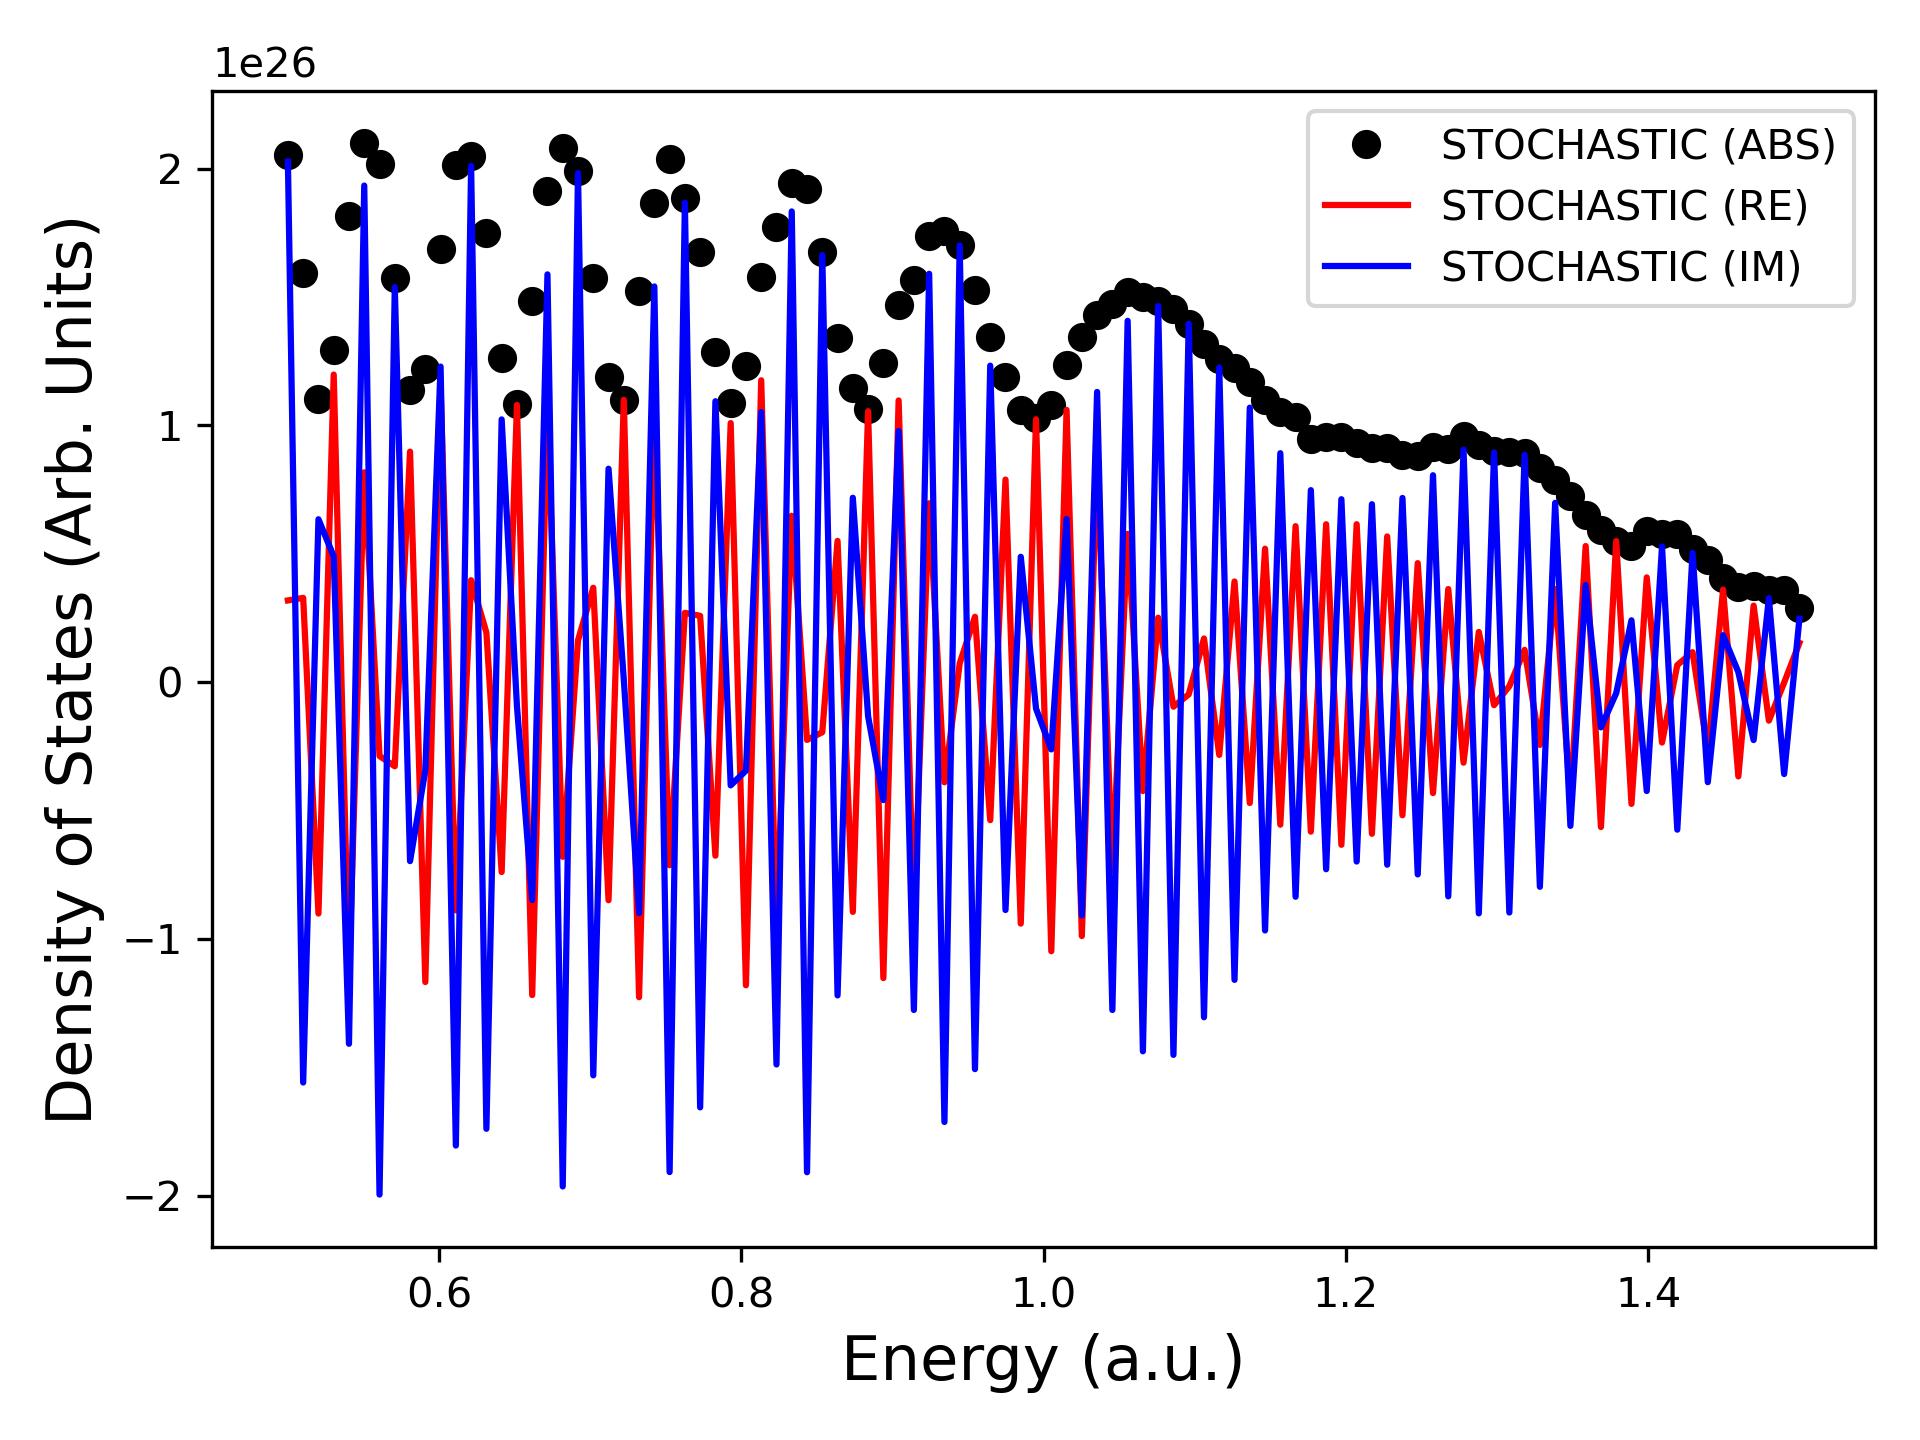 1e26
STOCHASTIC (ABS)
STOCHASTIC (RE)
STOCHASTIC (IM)
Density of States (Arb. Units)
2
1
0
−1
−2
0.6 0.8 1.0 1.2 1.4
Energy (a.u.)